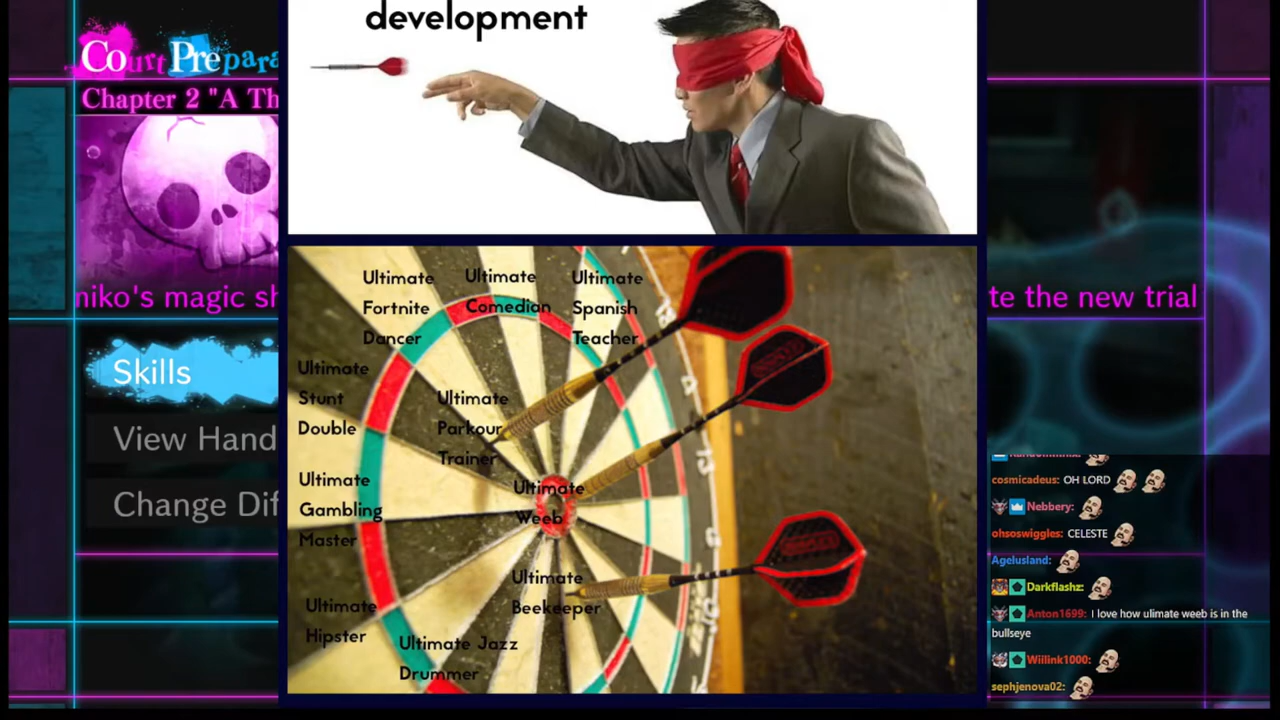 development
Court Prepara
Chapter 2 "A Th
niko's magic sh
te the new trial
Skills
View Hand
Change Dif
Ultimate
Fortnite
Dancer
Ultimate
Comedian
Ultimate
Spanish
Teacher
Ultimate
Stunt
Double
Ultimate
Parkour
Trainer
Ultimate
Gambling
Master
Ultimate
Weeb
Ultimate
Beekeeper
Ultimate
Hipster
Ultimate Jazz
Drummer
cosmicadeus: OH LORD
Nebbery:
ohsoswiggles: CELESTE
Agelusland:
Darkflashz:
Anton1699: I love how ulimate weeb is in the
bullseye
Wiillink1000:
sephjenova02: